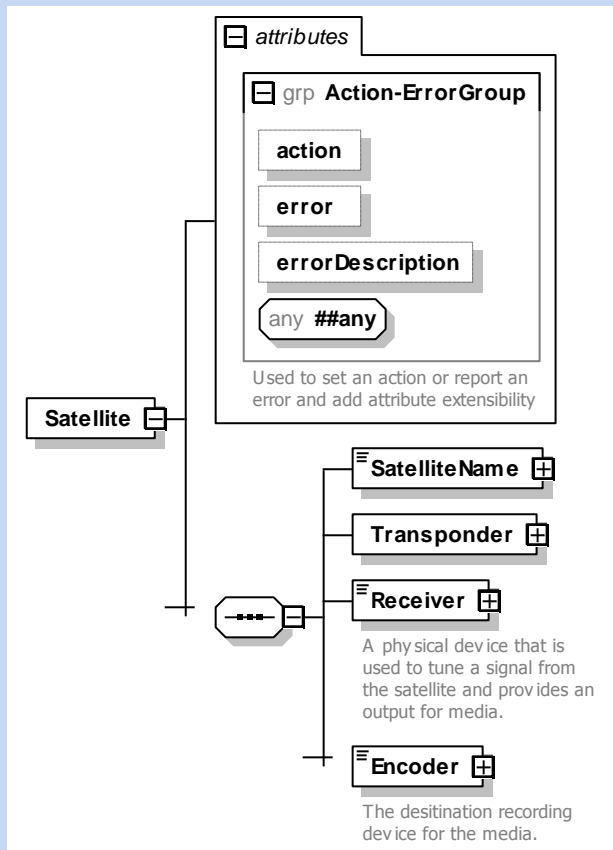 attributes
grp Action-ErrorGroup
action
error
errorDescription
any ##any
Used to set an action or report an
error and add attribute extensibility
Satellite
SatelliteName
Transponder
Receiver
A physical device that is
used to tune a signal from
the satellite and provides an
output for media.
Encoder
The desitination recording
device for the media.